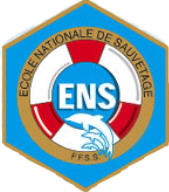 ECOLE NATIONALE DE SAUVETAGE
ENS
F.F.S.S.